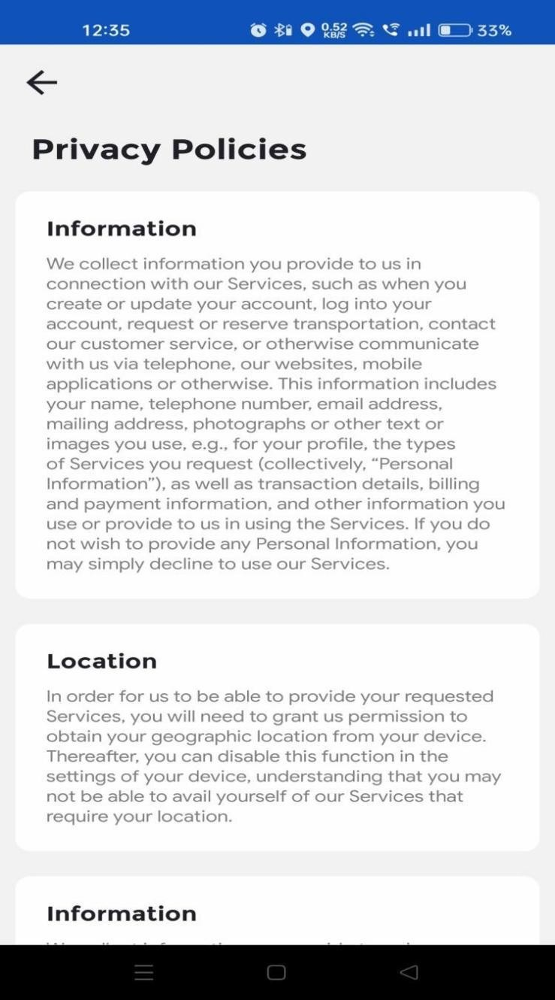 12:35
0.52
KB/S
33%
Privacy Policies
Information
We collect information you provide to us in
connection with our Services, such as when you
create or update your account, log into your
account, request or reserve transportation, contact
our customer service, or otherwise communicate
with us via telephone, our websites, mobile
applications or otherwise. This information includes
your name, telephone number, email address,
mailing address, photographs or other text or
images you use, e.g., for your profile, the types
of Services you request (collectively, “Personal
Information”), as well as transaction details, billing
and payment information, and other information you
use or provide to us in using the Services. If you do
not wish to provide any Personal Information, you
may simply decline to use our Services.
Location
In order for us to be able to provide your requested
Services, you will need to grant us permission to
obtain your geographic location from your device.
Thereafter, you can disable this function in the
settings of your device, understanding that you may
not be able to avail yourself of our Services that
require your location.
Information